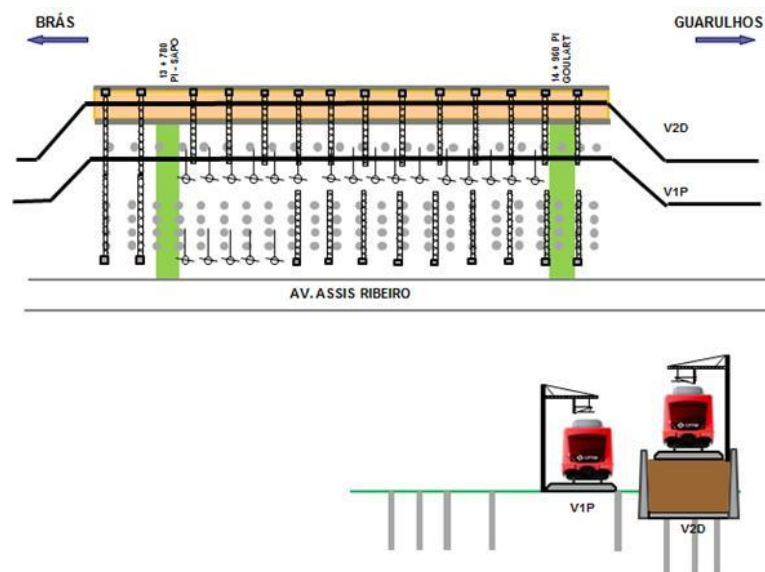 BRÁS
GUARULHOS
13 + 780
PI - SAPO
14 + 960 PI
GOULART
V2D
V1P
AV. ASSIS RIBEIRO
V1P
V2D